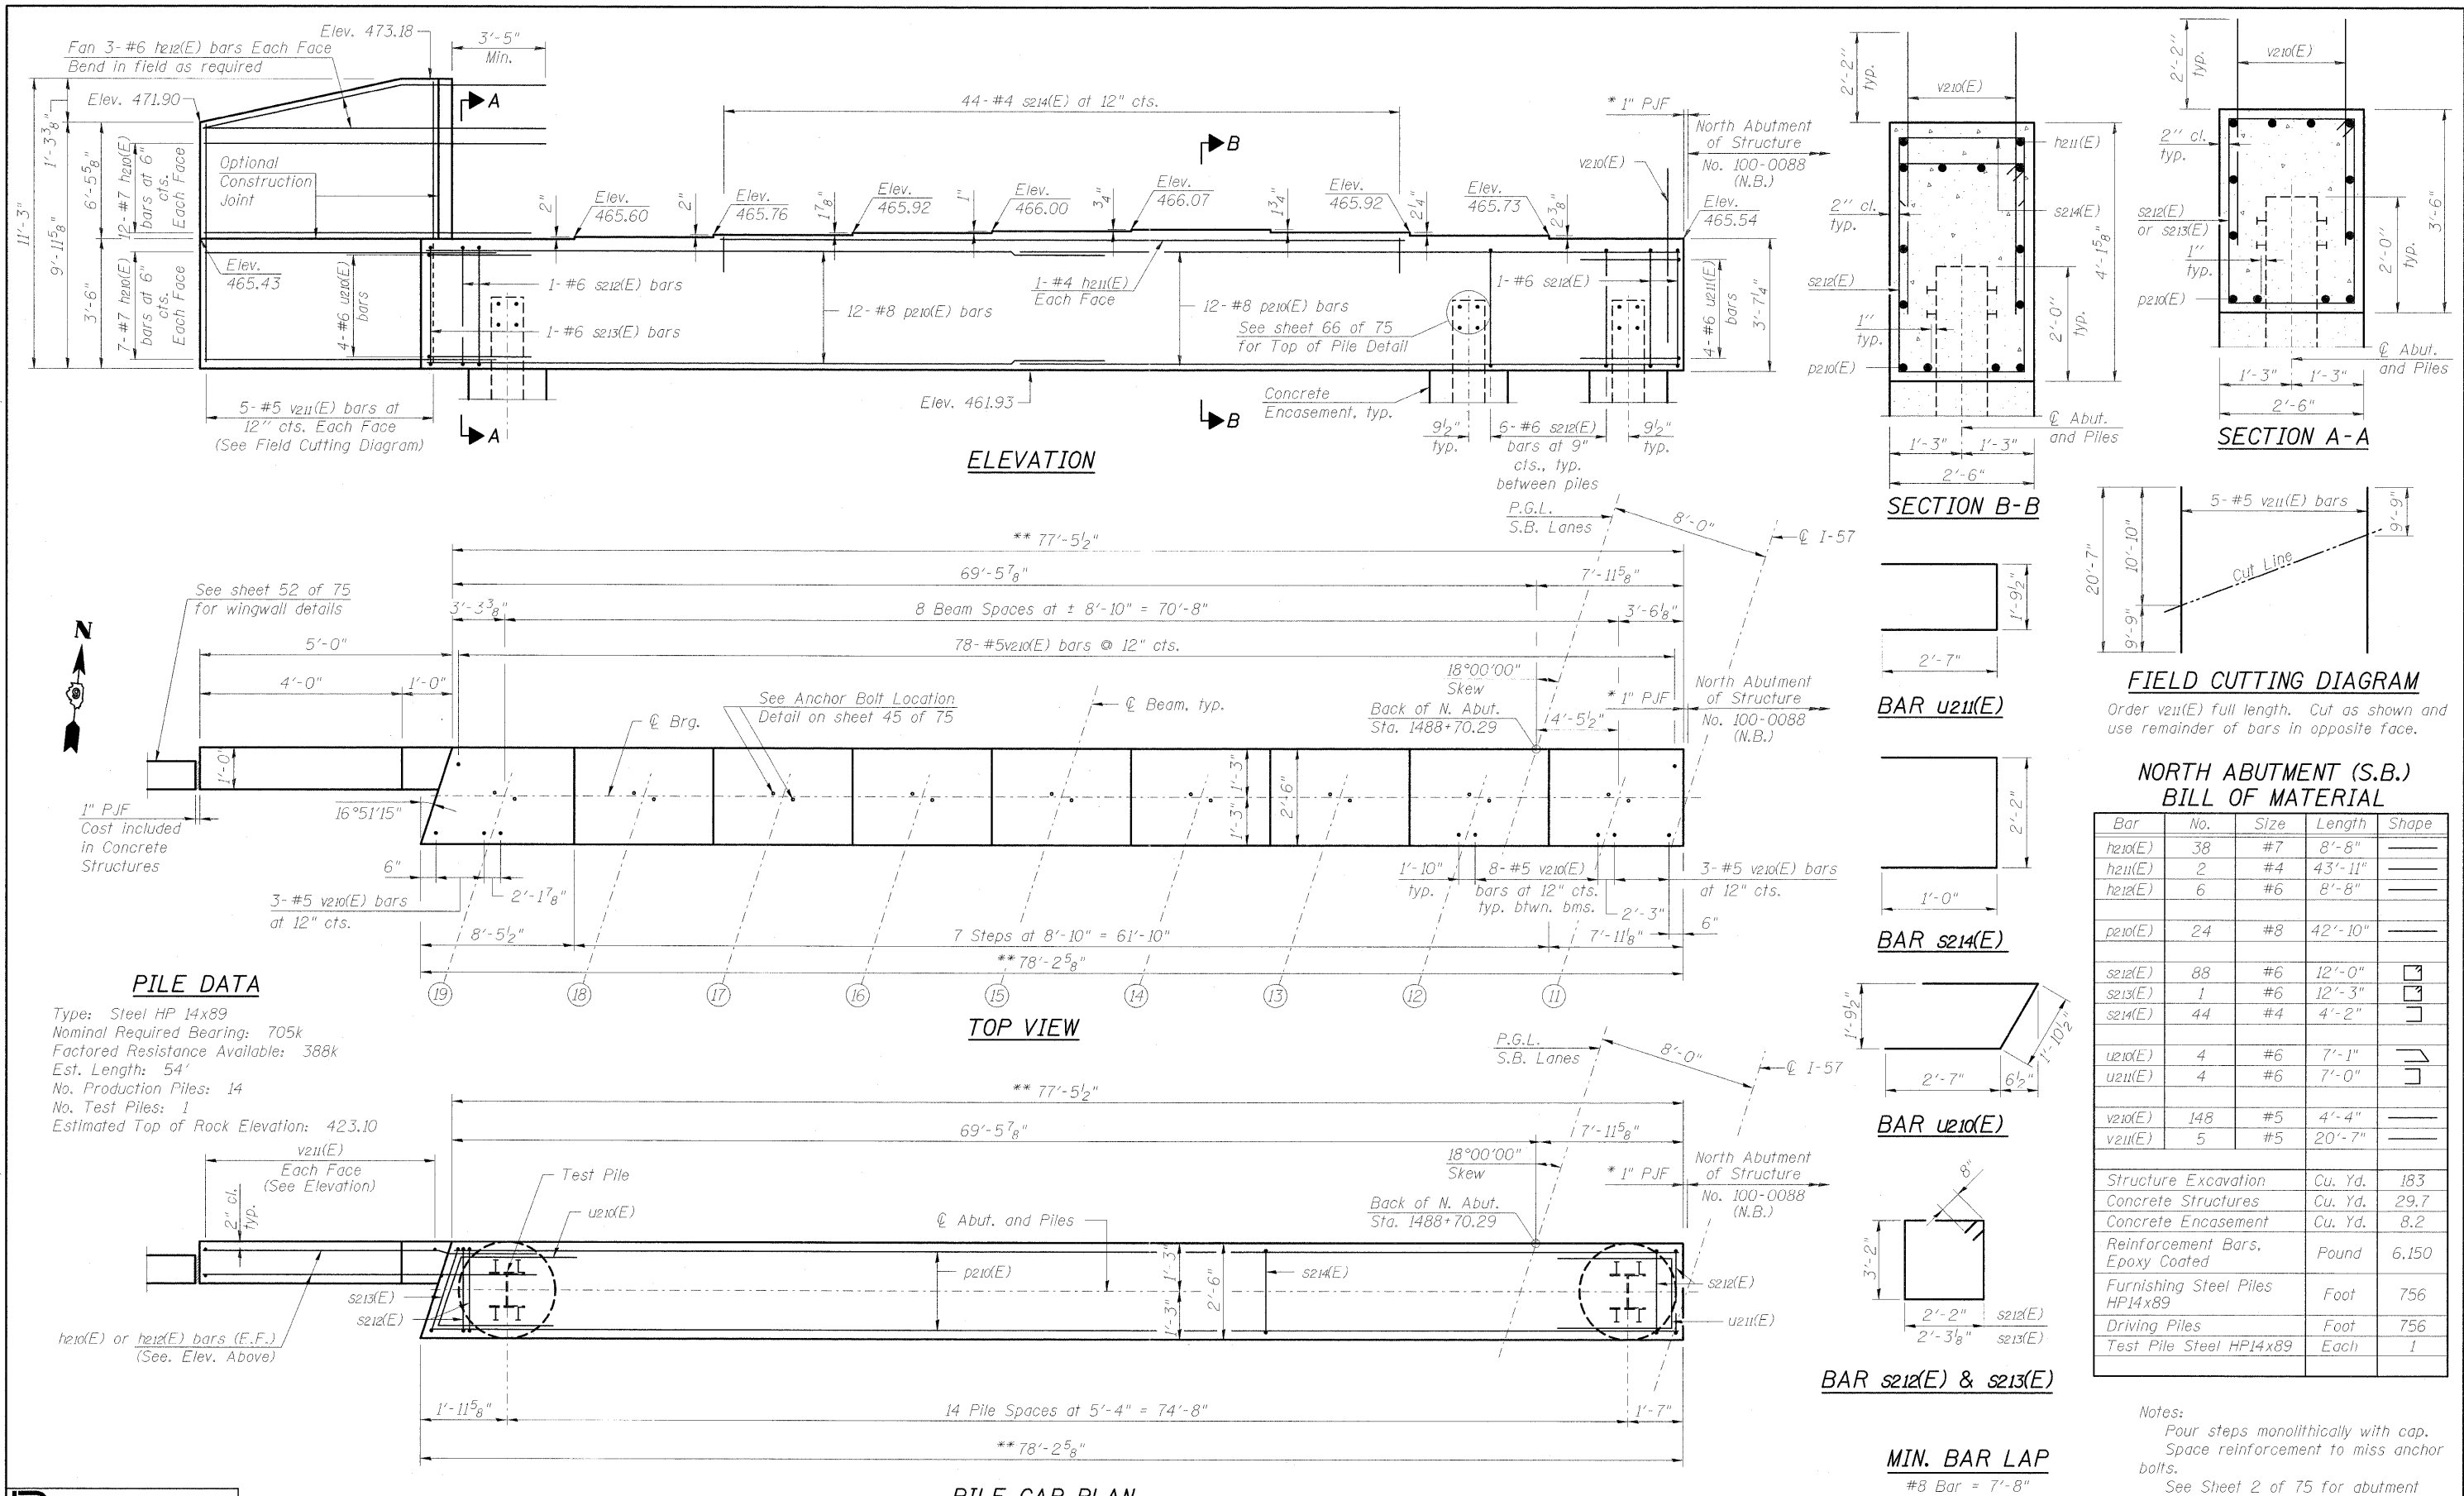 Fan 3-#6 h212(E) bars Each Face
Bend in field as required
Elev. 473.18
3'-5"
Min.
Elev. 471.90
A
44-#4 s214(E) at 12" cts.
B
* 1" PJF
North Abutment
of Structure
No. 100-0088
(N.B.)
v210(E)
11'-3"
1'-3 3/8"
9'-11 5/8"
6'-5 5/8"
12-#7 h210(E)
bars at 6"
cts.
Each Face
Optional
Construction
Joint
2"
Elev.
465.60
2"
Elev.
465.76
1 7/8"
Elev.
465.92
1"
Elev.
466.00
3/4"
Elev.
466.07
1 3/4"
Elev.
465.92
2 1/4"
Elev.
465.73
2 3/8"
Elev.
465.54
Elev.
465.43
3'-6"
7-#7 h210(E)
bars at 6"
cts.
Each Face
4-#6 u210(E)
bars
1-#6 s212(E) bars
1-#6 s213(E) bars
12-#8 p210(E) bars
1-#4 h211(E)
Each Face
12-#8 p210(E) bars
See sheet 66 of 75
for Top of Pile Detail
1-#6 s212(E)
4-#6 u211(E)
bars
3'-7 1/4"
5-#5 v211(E) bars at
12" cts. Each Face
(See Field Cutting Diagram)
A
Elev. 461.93
B
Concrete
Encasement, typ.
9 1/2"
typ.
6-#6 s212(E)
bars at 9"
cts., typ.
between piles
9 1/2"
typ.
ELEVATION
2'-2"
typ.
v210(E)
h211(E)
2" cl.
typ.
s214(E)
4'-1 5/8"
s212(E)
1"
typ.
2'-0"
typ.
p210(E)
℄ Abut.
and Piles
1'-3"
1'-3"
2'-6"
SECTION B-B
2'-2"
typ.
v210(E)
2" cl.
typ.
s212(E)
or s213(E)
1"
typ.
2'-0"
typ.
3'-6"
p210(E)
℄ Abut.
and Piles
1'-3"
1'-3"
2'-6"
SECTION A-A
5-#5 v211(E) bars
20'-7"
10'-10"
9'-9"
9'-9"
Cut Line
FIELD CUTTING DIAGRAM
Order v211(E) full length. Cut as shown and
use remainder of bars in opposite face.
1'-9 1/2"
2'-7"
BAR u211(E)
2'-2"
1'-0"
BAR s214(E)
1'-9 1/2"
1'-10 1/2"
2'-7"
6 1/2"
BAR u210(E)
8"
3'-2"
2'-2" s212(E)
2'-3 1/8" s213(E)
BAR s212(E) & s213(E)
MIN. BAR LAP
#8 Bar = 7'-8"
P.G.L.
S.B. Lanes
8'-0"
℄ I-57
** 77'-5 1/2"
69'-5 7/8"
7'-11 5/8"
See sheet 52 of 75
for wingwall details
3'-3 3/8"
8 Beam Spaces at ± 8'-10" = 70'-8"
3'-6 1/8"
N
5'-0"
78-#5v210(E) bars @ 12" cts.
4'-0"
1'-0"
See Anchor Bolt Location
Detail on sheet 45 of 75
℄ Brg.
℄ Beam, typ.
18°00'00"
Skew
* 1" PJF
North Abutment
of Structure
No. 100-0088
(N.B.)
Back of N. Abut.
Sta. 1488+70.29
4'-5 1/2"
1'-0"
16°51'15"
1'-3"
1'-3"
2'-6"
1" PJF
Cost included
in Concrete
Structures
6"
3-#5 v210(E) bars
at 12" cts.
2'-1 7/8"
1'-10"
typ.
8-#5 v210(E)
bars at 12" cts.
typ. btwn. bms.
2'-3"
3-#5 v210(E) bars
at 12" cts.
6"
8'-5 1/2"
7 Steps at 8'-10" = 61'-10"
7'-11 1/8"
** 78'-2 5/8"
19
18
17
16
15
14
13
12
11
TOP VIEW
PILE DATA
Type: Steel HP 14x89
Nominal Required Bearing: 705k
Factored Resistance Available: 388k
Est. Length: 54'
No. Production Piles: 14
No. Test Piles: 1
Estimated Top of Rock Elevation: 423.10
P.G.L.
S.B. Lanes
8'-0"
℄ I-57
** 77'-5 1/2"
69'-5 7/8"
7'-11 5/8"
v211(E)
Each Face
(See Elevation)
2" cl.
typ.
Test Pile
u210(E)
℄ Abut. and Piles
18°00'00"
Skew
* 1" PJF
North Abutment
of Structure
No. 100-0088
(N.B.)
Back of N. Abut.
Sta. 1488+70.29
s213(E)
s212(E)
p210(E)
1'-3"
1'-3"
2'-6"
s214(E)
s212(E)
u211(E)
h210(E) or h212(E) bars (E.F.)
(See. Elev. Above)
1'-11 5/8"
14 Pile Spaces at 5'-4" = 74'-8"
1'-7"
** 78'-2 5/8"
PILE CAP PLAN
NORTH ABUTMENT (S.B.)
BILL OF MATERIAL
Bar No. Size Length Shape
h210(E) 38 #7 8'-8"
h211(E) 2 #4 43'-11"
h212(E) 6 #6 8'-8"
p210(E) 24 #8 42'-10"
s212(E) 88 #6 12'-0"
s213(E) 1 #6 12'-3"
s214(E) 44 #4 4'-2"
u210(E) 4 #6 7'-1"
u211(E) 4 #6 7'-0"
v210(E) 148 #5 4'-4"
v211(E) 5 #5 20'-7"
Structure Excavation Cu. Yd. 183
Concrete Structures Cu. Yd. 29.7
Concrete Encasement Cu. Yd. 8.2
Reinforcement Bars,
Epoxy Coated Pound 6,150
Furnishing Steel Piles
HP14x89 Foot 756
Driving Piles Foot 756
Test Pile Steel HP14x89 Each 1
Notes:
Pour steps monolithically with cap.
Space reinforcement to miss anchor
bolts.
See Sheet 2 of 75 for abutment